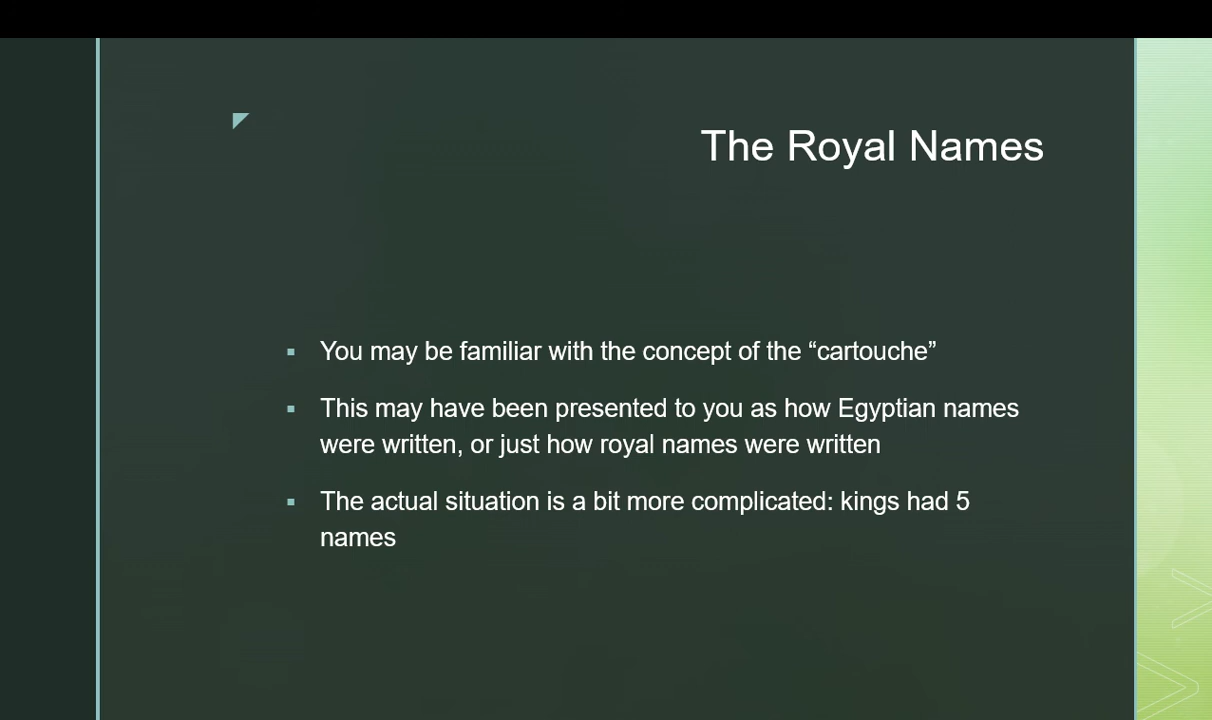 The Royal Names
You may be familiar with the concept of the “cartouche”
This may have been presented to you as how Egyptian names
were written, or just how royal names were written
The actual situation is a bit more complicated: kings had 5
names